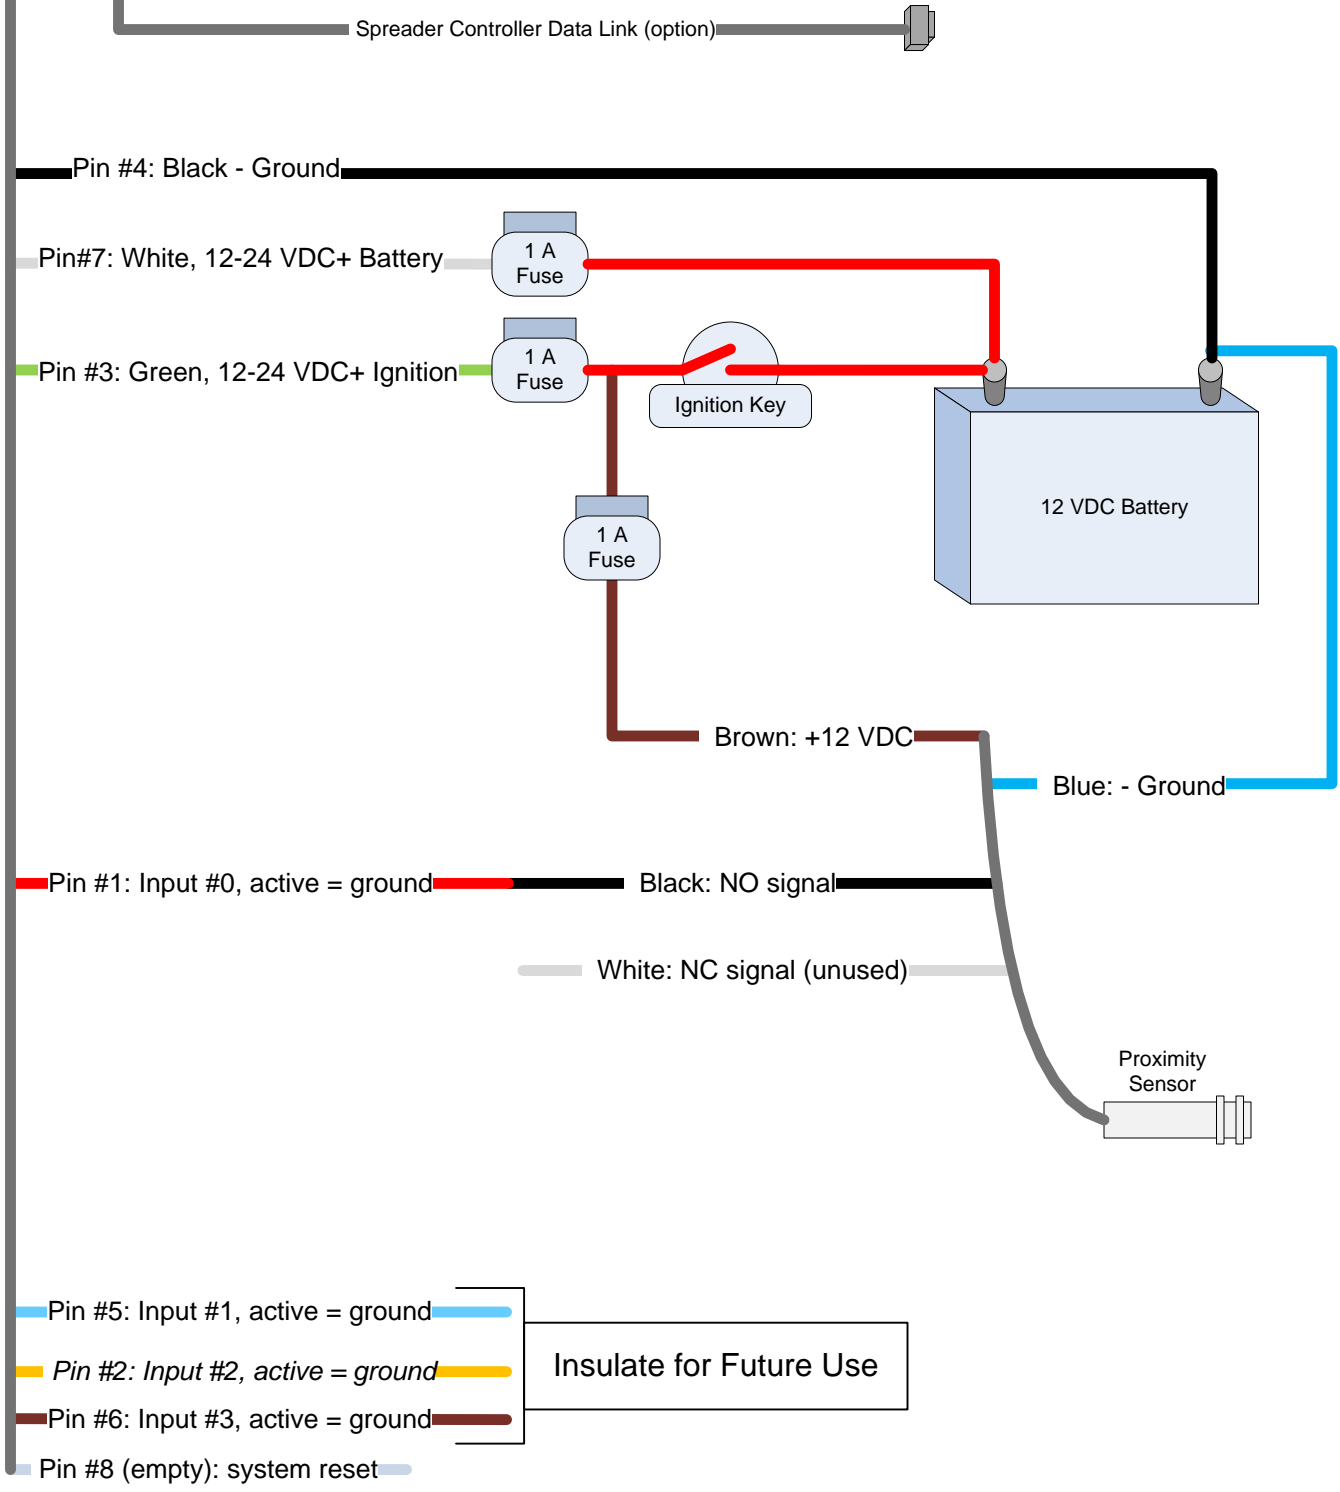 Spreader Controller Data Link (option)
Pin #4: Black - Ground
Pin#7: White, 12-24 VDC+ Battery
1 A
Fuse
Pin #3: Green, 12-24 VDC+ Ignition
1 A
Fuse
Ignition Key
12 VDC Battery
1 A
Fuse
Brown: +12 VDC
Blue: - Ground
Pin #1: Input #0, active = ground
Black: NO signal
White: NC signal (unused)
Proximity
Sensor
Pin #5: Input #1, active = ground
Pin #2: Input #2, active = ground
Pin #6: Input #3, active = ground
Insulate for Future Use
Pin #8 (empty): system reset